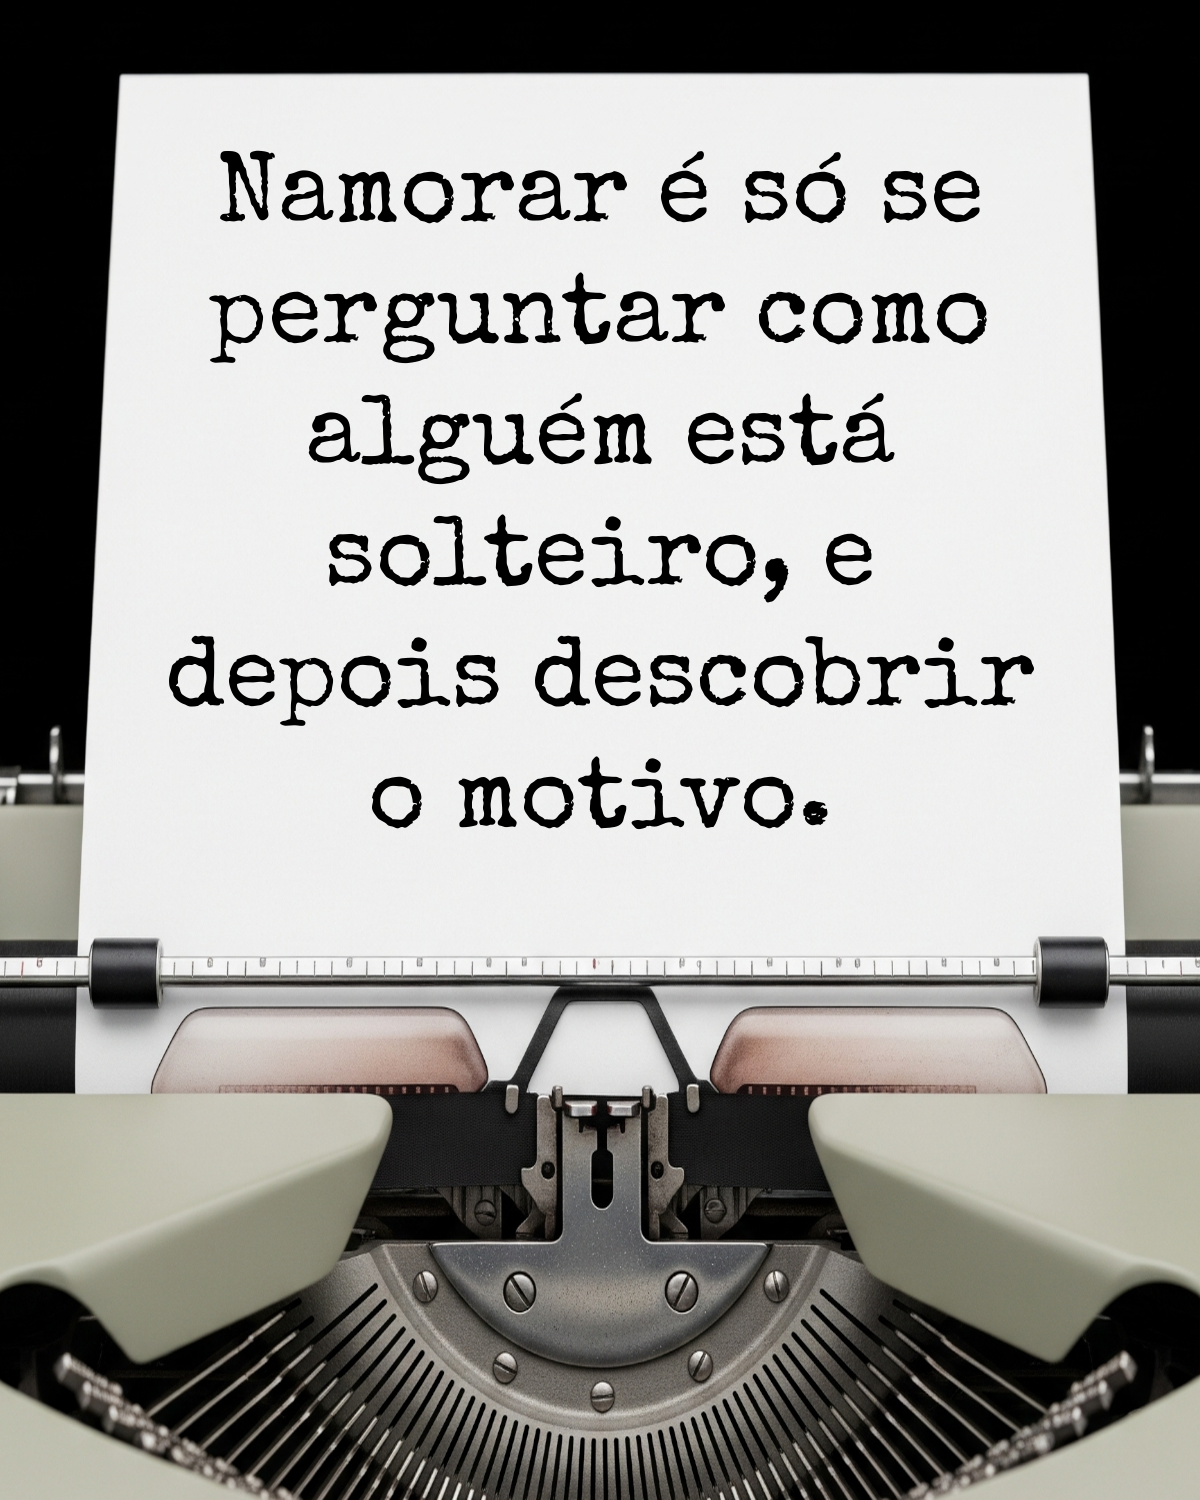 Namorar é só se
perguntar como
alguém está
solteiro, e
depois descobrir
o motivo.